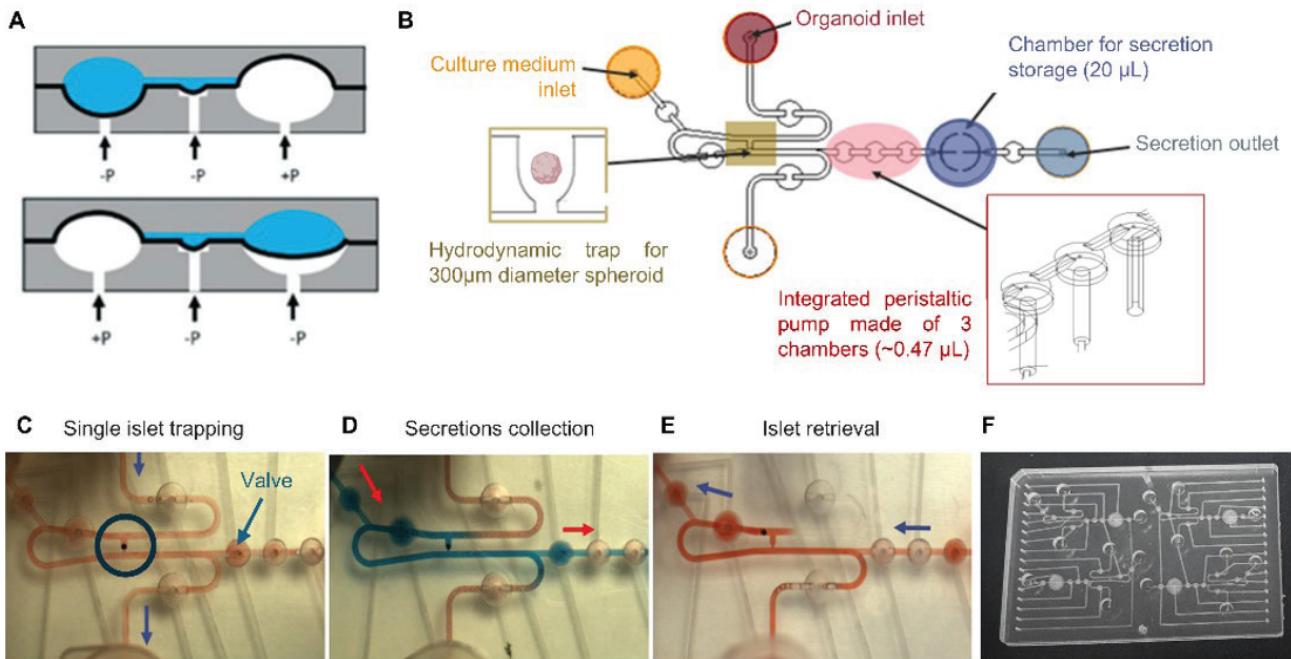 A
-P
-P
+P
+P
-P
-P
B
Organoid inlet
Culture medium
inlet
Chamber for secretion
storage (20 µL)
Secretion outlet
Hydrodynamic trap for
300µm diameter spheroid
Integrated peristaltic
pump made of 3
chambers (~0.47 µL)
C
Single islet trapping
Valve
D
Secretions collection
E
Islet retrieval
F